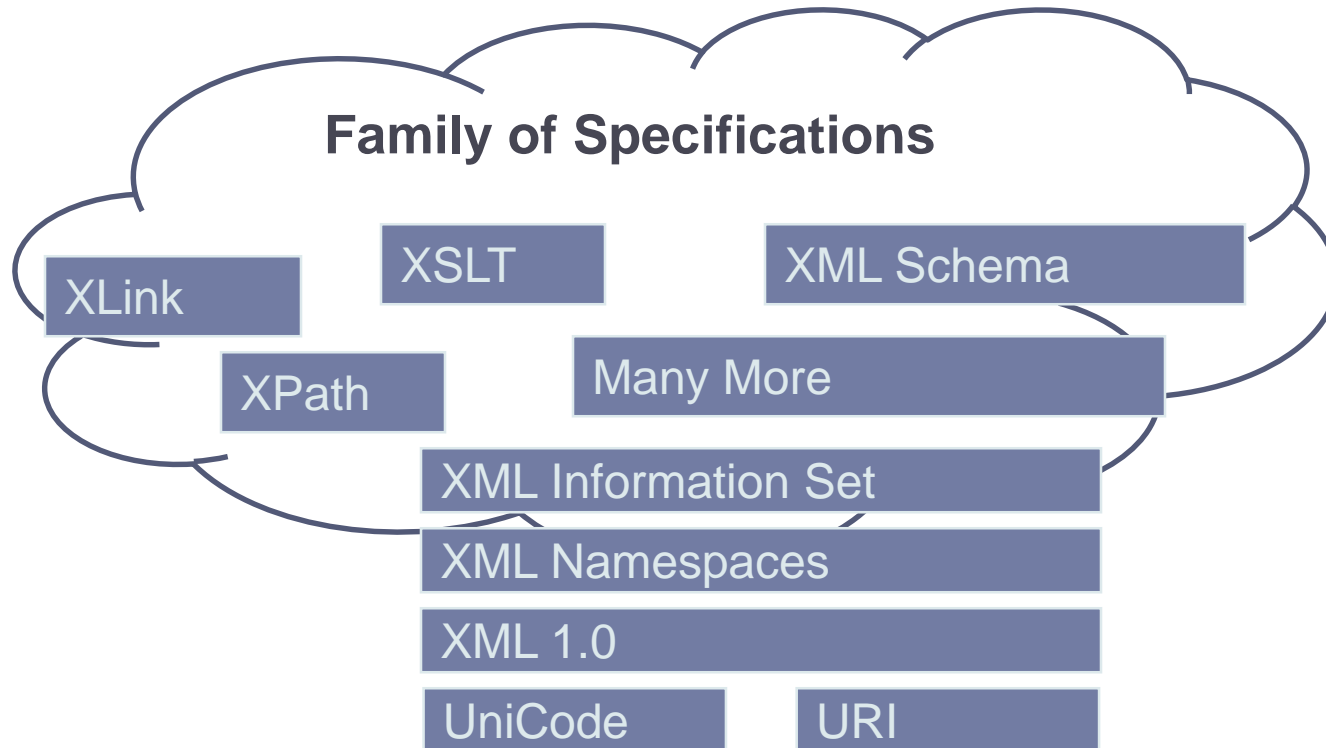 Family of Specifications
XSLT
XML Schema
XLink
XPath
Many More
XML Information Set
XML Namespaces
XML 1.0
UniCode
URI